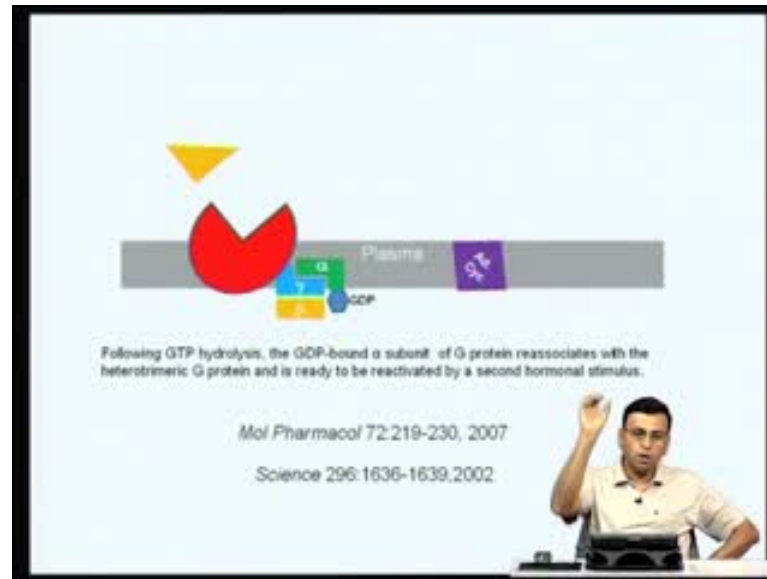 Plasma
α
γ
β
GDP
Following GTP hydrolysis, the GDP-bound α subunit of G protein reassociates with the
heterotrimeric G protein and is ready to be reactivated by a second hormonal stimulus.
Mol Pharmacol 72:219-230, 2007
Science 296:1636-1639,2002